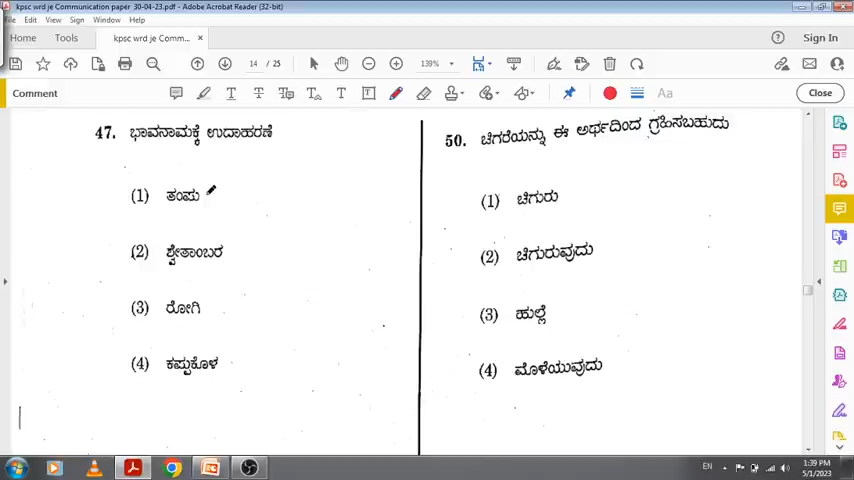 kpsc wrd je Communication paper 30-04-23.pdf - Adobe Acrobat Reader (32-bit)
File Edit View Sign Window Help
Home Tools kpsc wrd je Comm... × Sign In
14 / 25 139%
Comment Close
47. ಭಾವನಾಮಕ್ಕೆ ಉದಾಹರಣೆ
(1) ತಂಪು
(2) ಶ್ವೇತಾಂಬರ
(3) ರೋಗಿ
(4) ಕಪ್ಪುಕೊಳ
50. ಚಿಗರೆಯನ್ನು ಈ ಅರ್ಥದಿಂದ ಗ್ರಹಿಸಬಹುದು
(1) ಚಿಗುರು
(2) ಚಿಗುರುವುದು
(3) ಹುಲ್ಲೆ
(4) ಮೊಳೆಯುವುದು
EN 1:39 PM
5/1/2023